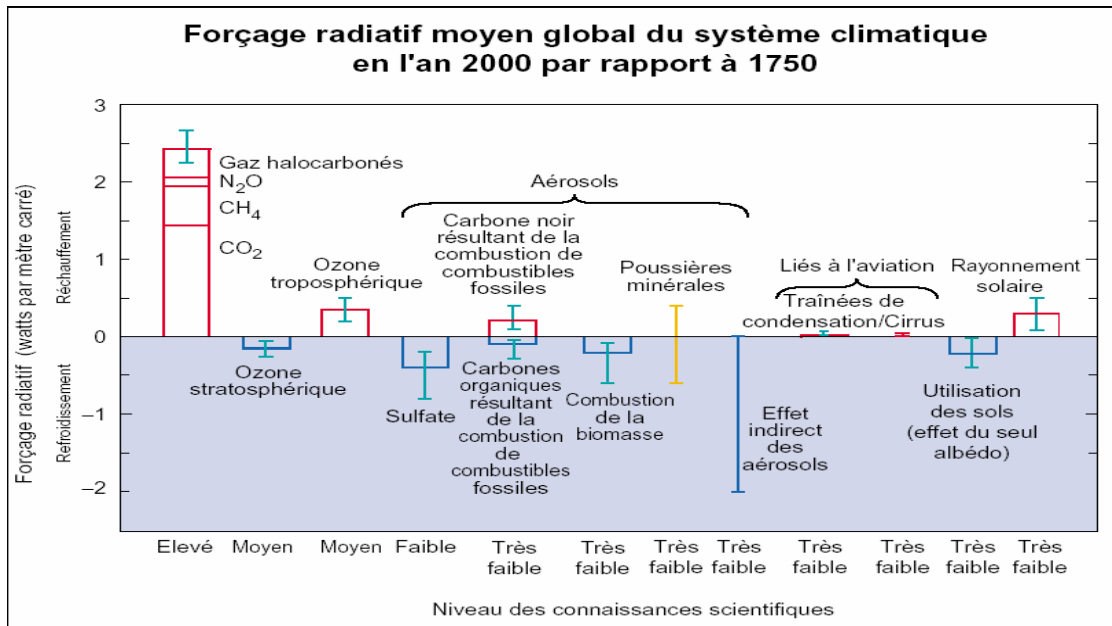 Forçage radiatif moyen global du système climatique
en l'an 2000 par rapport à 1750
Forçage radiatif (watts par mètre carré)
Réchauffement
Refroidissement
3
2
1
0
–1
–2
Gaz halocarbonés
N₂O
CH₄
CO₂
Ozone
stratosphérique
Ozone
troposphérique
Aérosols
Sulfate
Carbone noir
résultant de la
combustion de
combustibles
fossiles
Carbones
organiques
résultant
de la
combustion
de
combustibles
fossiles
Combustion
de la
biomasse
Poussières
minérales
Effet
indirect
des
aérosols
Liés à l'aviation
Traînées de
condensation/Cirrus
Utilisation
des sols
(effet du seul
albédo)
Rayonnement
solaire
Elevé
Moyen
Moyen
Faible
Très
faible
Très
faible
Très
faible
Très
faible
Très
faible
Très
faible
Très
faible
Très
faible
Niveau des connaissances scientifiques